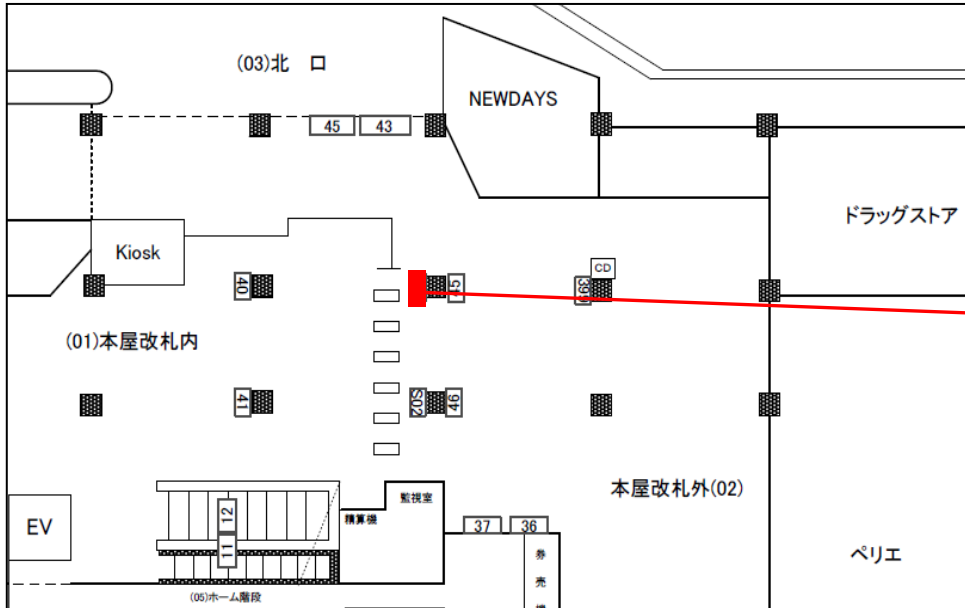 (03)北　口
NEWDAYS
45
43
ドラッグストア
Kiosk
CD
40
45
399
(01)本屋改札内
41
S02
46
本屋改札外(02)
監視室
精算機
EV
12
11
37
36
券
売
ペリエ
(05)ホーム階段